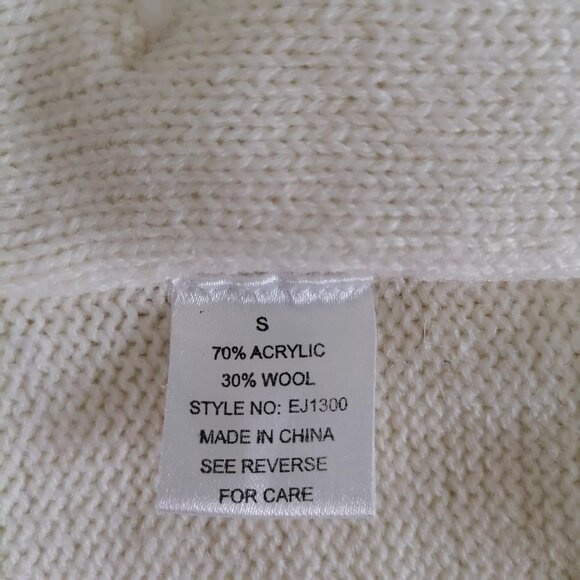 S
70% ACRYLIC
30% WOOL
STYLE NO: EJ1300
MADE IN CHINA
SEE REVERSE
FOR CARE